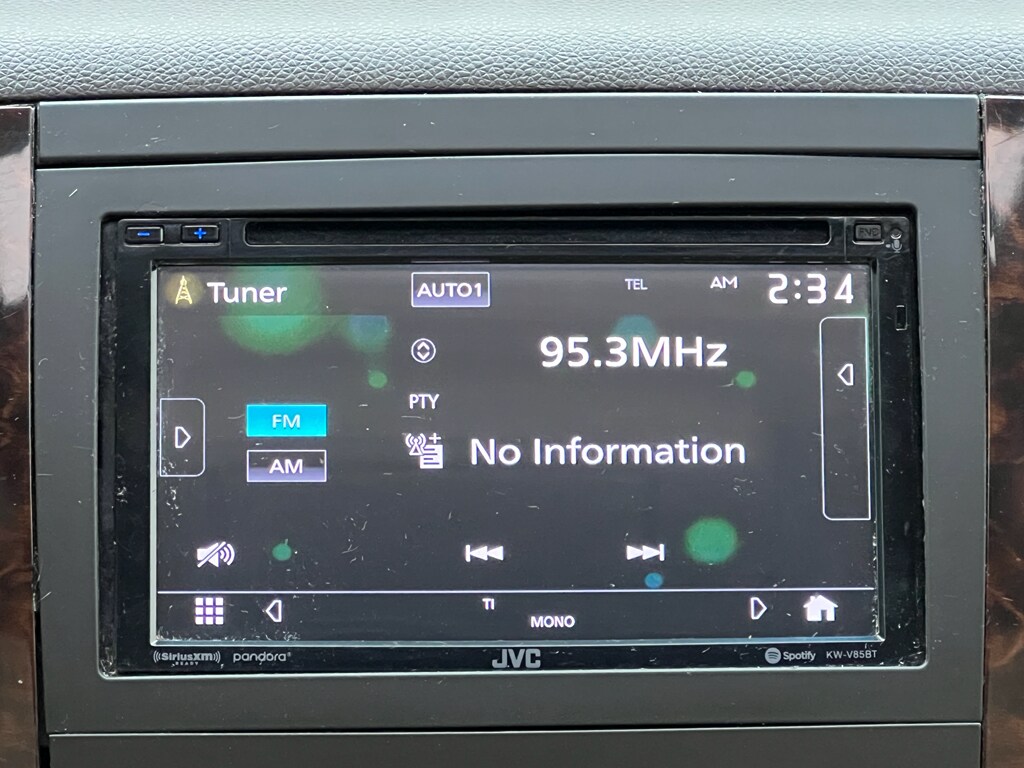 − +
Tuner AUTO1 TEL AM 2:34
95.3MHz
PTY
FM
No Information
AM
TI
MONO
SiriusXM pandora JVC Spotify KW-V85BT
READY